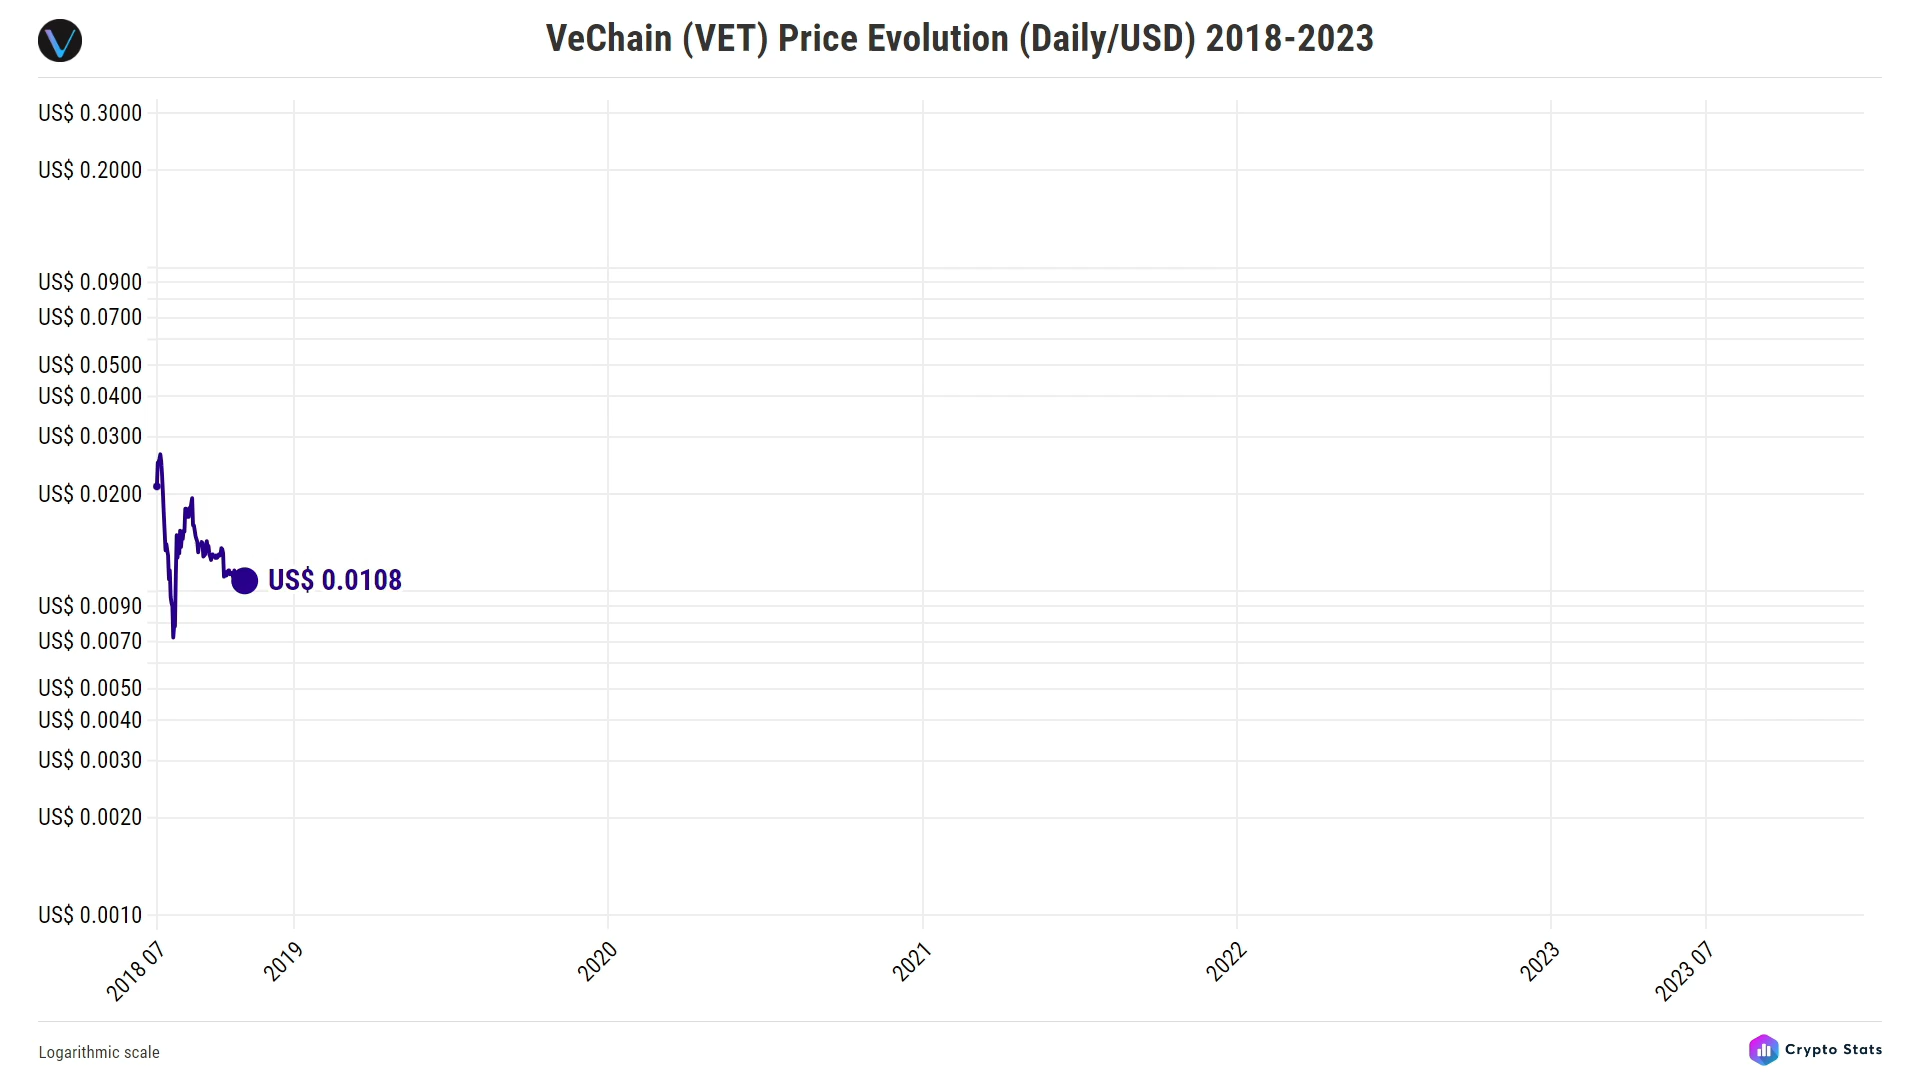 VeChain (VET) Price Evolution (Daily/USD) 2018-2023
US$ 0.3000
US$ 0.2000
US$ 0.0900
US$ 0.0700
US$ 0.0500
US$ 0.0400
US$ 0.0300
US$ 0.0200
US$ 0.0108
US$ 0.0090
US$ 0.0070
US$ 0.0050
US$ 0.0040
US$ 0.0030
US$ 0.0020
US$ 0.0010
2018 07
2019
2020
2021
2022
2023
2023 07
Logarithmic scale
Crypto Stats